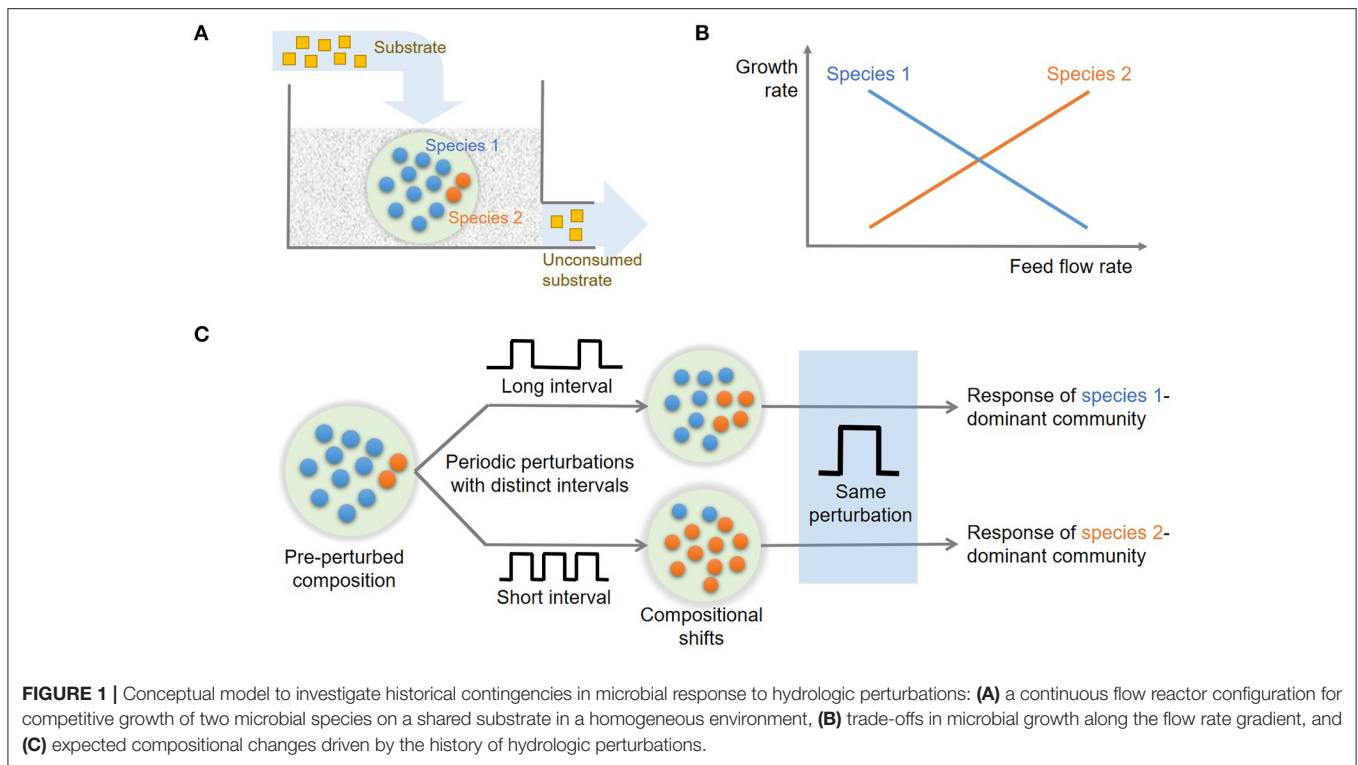 A
Substrate
Species 1
Species 2
Unconsumed
substrate
B
Growth
rate
Species 1
Species 2
Feed flow rate
C
Long interval
Periodic perturbations
with distinct intervals
Short interval
Pre-perturbed
composition
Compositional
shifts
Same
perturbation
Response of species 1-
dominant community
Response of species 2-
dominant community
FIGURE 1 | Conceptual model to investigate historical contingencies in microbial response to hydrologic perturbations: (A) a continuous flow reactor configuration for
competitive growth of two microbial species on a shared substrate in a homogeneous environment, (B) trade-offs in microbial growth along the flow rate gradient, and
(C) expected compositional changes driven by the history of hydrologic perturbations.